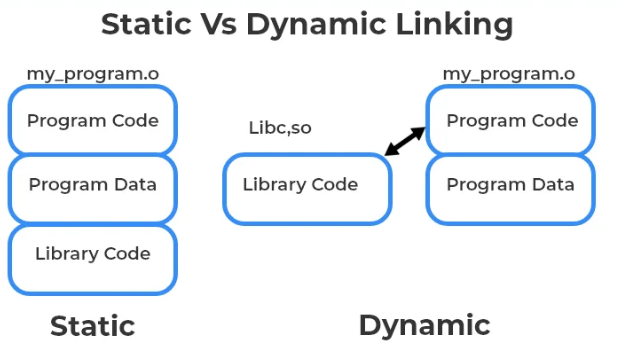 Static Vs Dynamic Linking
my_program.o
Program Code
Program Data
Library Code
Static
Libc,so
Library Code
my_program.o
Program Code
Program Data
Dynamic